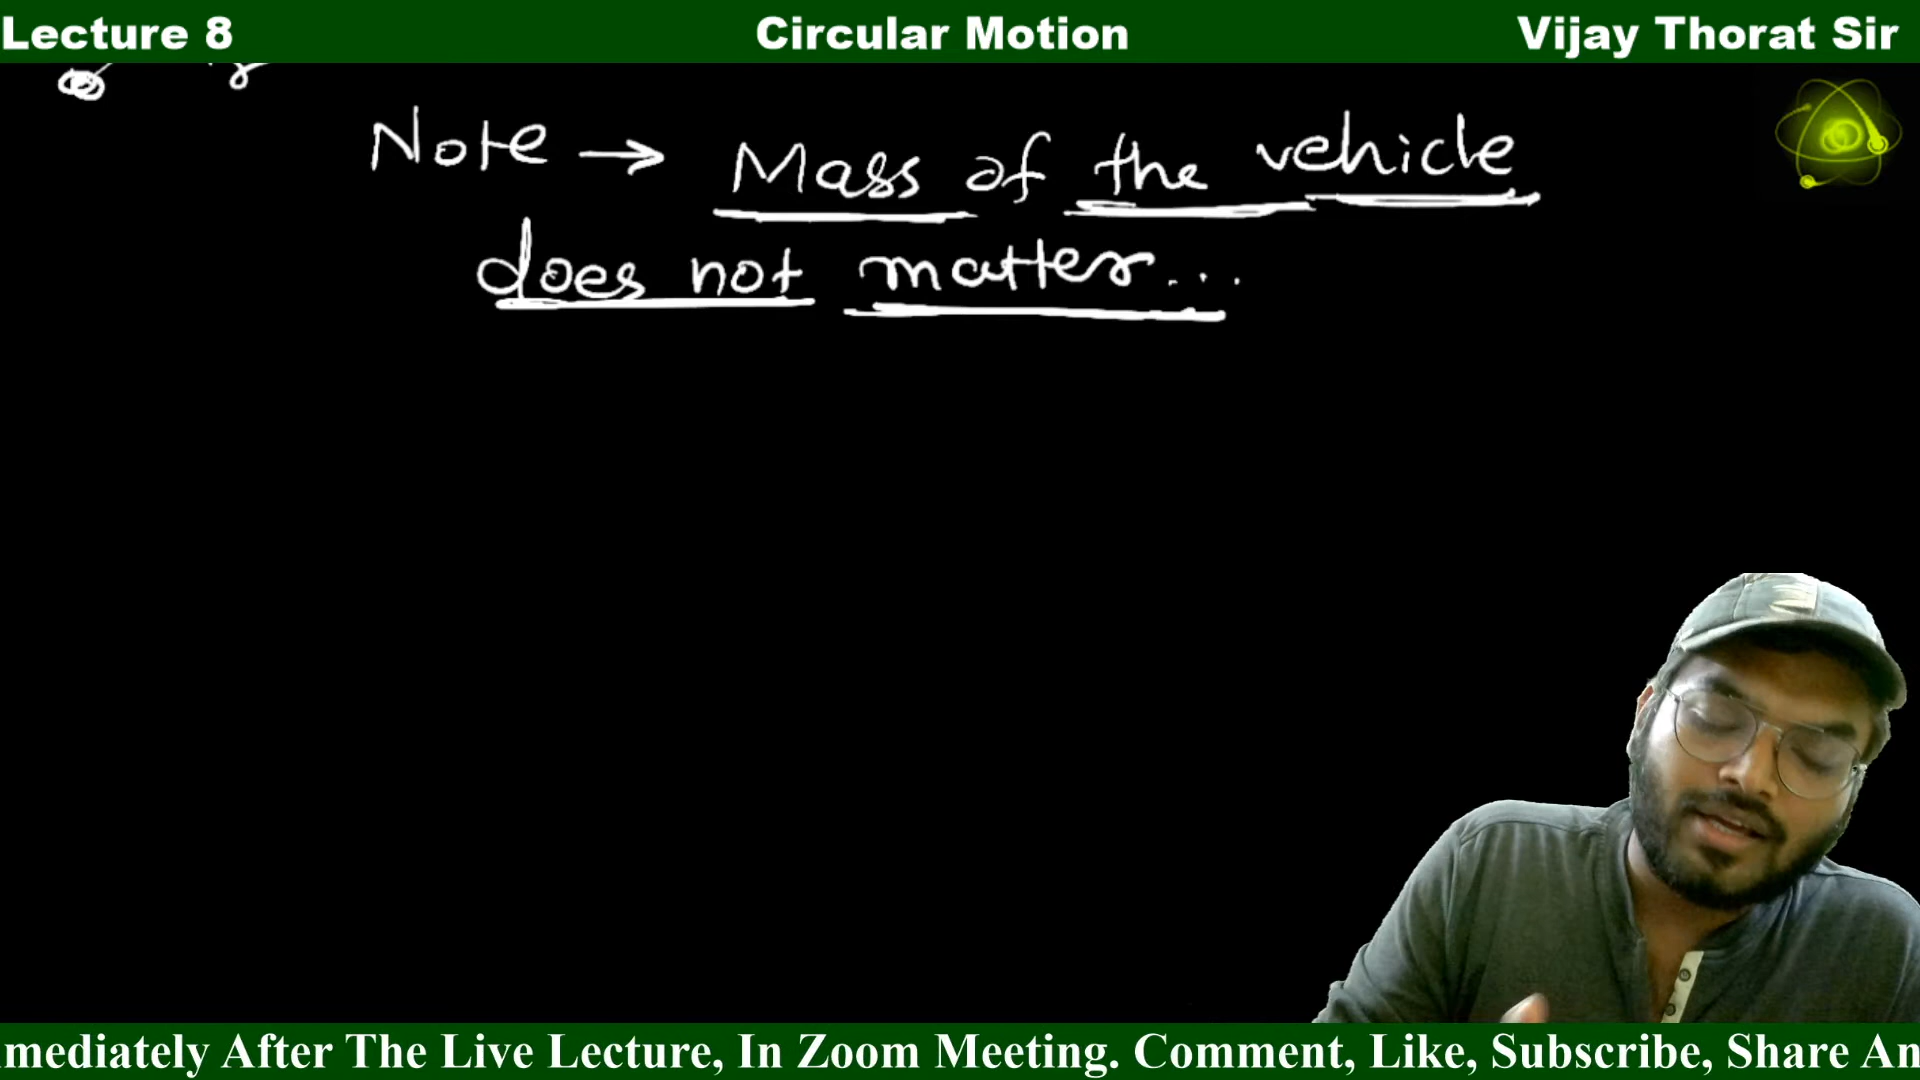 Lecture 8 Circular Motion Vijay Thorat Sir
Note → Mass of the vehicle
does not matter...
mediately After The Live Lecture, In Zoom Meeting. Comment, Like, Subscribe, Share An